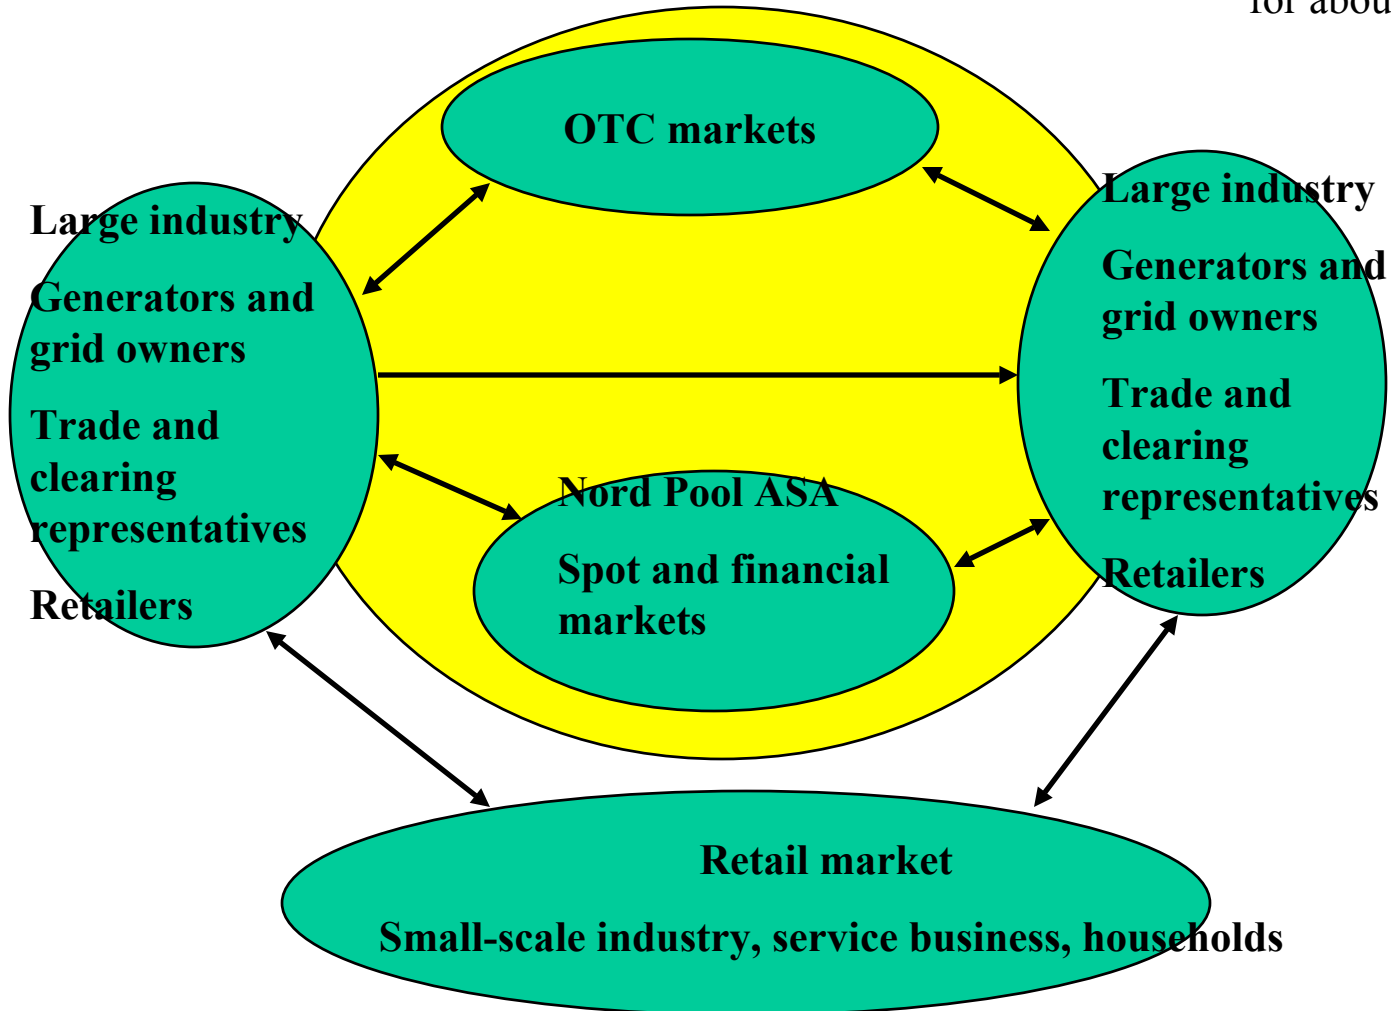 for abou
OTC markets
Large industry
Generators and
grid owners
Trade and
clearing
representatives
Retailers
Large industry
Generators and
grid owners
Trade and
clearing
representatives
Retailers
Nord Pool ASA
Spot and financial
markets
Retail market
Small-scale industry, service business, households